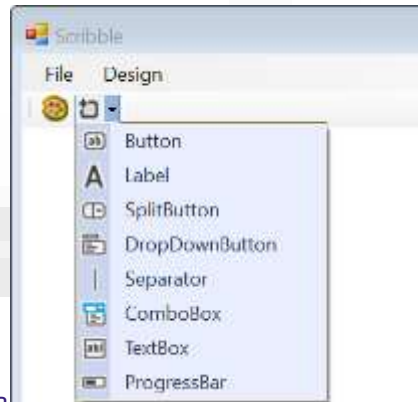 Scribble
File Design
Button
Label
SplitButton
DropDownButton
Separator
ComboBox
TextBox
ProgressBar